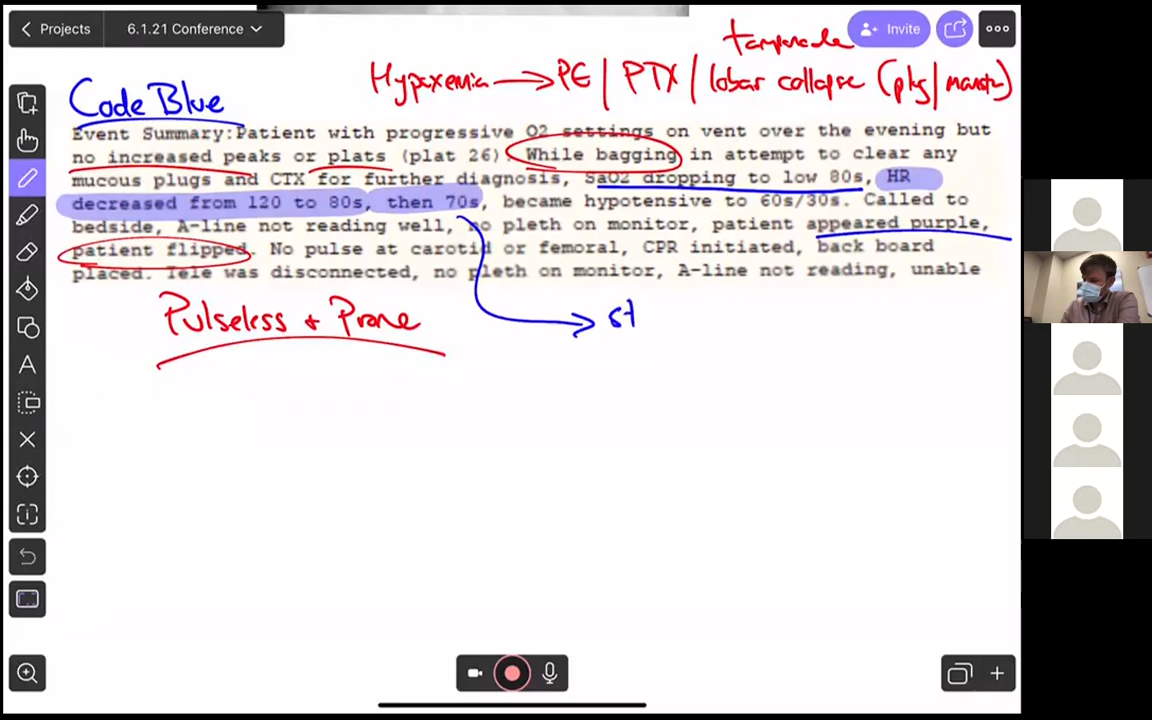 Projects
6.1.21 Conference
Invite
tamponade
Hypoxemia → PE | PTX | lobar collapse (plug/
Code Blue
Event Summary:Patient with progressive O2 settings on vent over the evening but
no increased peaks or plats (plat 26). While bagging in attempt to clear any
mucous plugs and CTX for further diagnosis, SaO2 dropping to low 80s, HR
decreased from 120 to 80s, then 70s, became hypotensive to 60s/30s. Called to
bedside, A-line not reading well, no pleth on monitor, patient appeared purple,
patient flipped. No pulse at carotid or femoral, CPR initiated, back board
placed. Tele was disconnected, no pleth on monitor, A-line not reading, unable
Pulseless + Prone
st